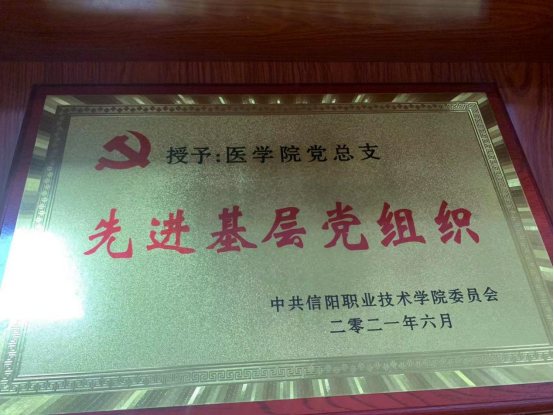 授予:医学院党总支
先进基层党组织
中共信阳职业技术学院委员会
二零二一年六月